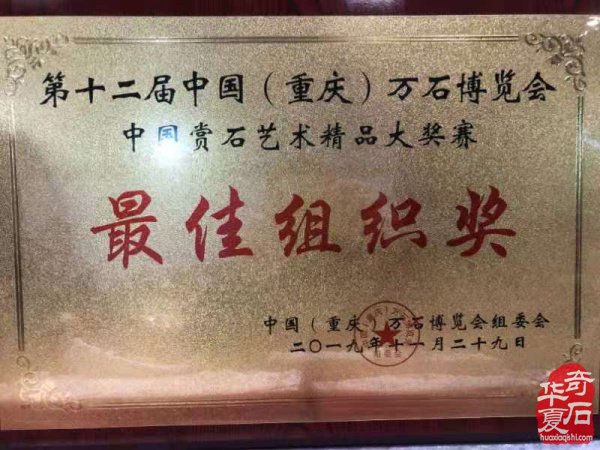 第十二届中国（重庆）万石博览会
中国赏石艺术精品大奖赛
最佳组织奖
中国（重庆）万石博览会组委会
二〇一九年十一月二十九日
华夏奇石
huaxiaqishi.com